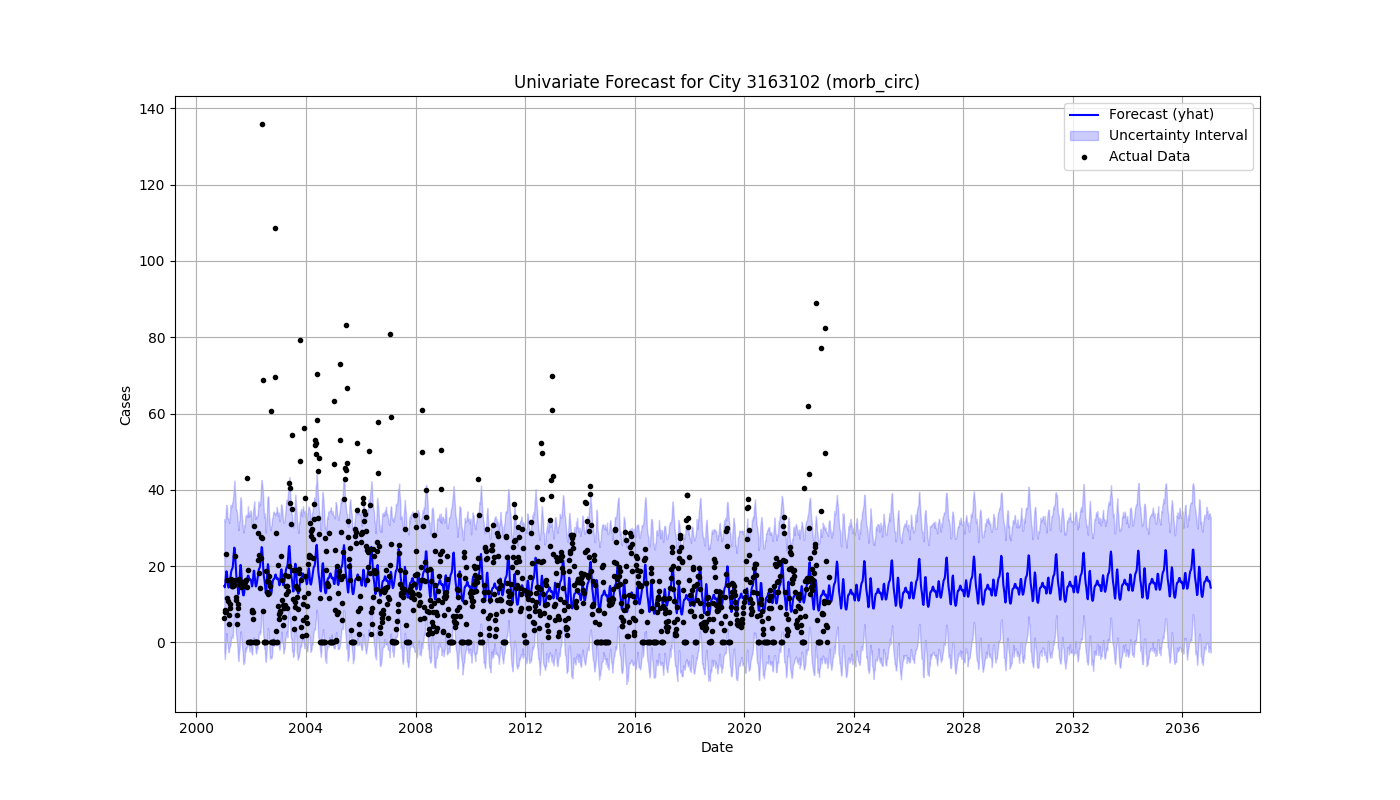 Univariate Forecast for City 3163102 (morb_circ)
Forecast (yhat)
Uncertainty Interval
Actual Data
Cases
140
120
100
80
60
40
20
0
2000 2004 2008 2012 2016 2020 2024 2028 2032 2036
Date